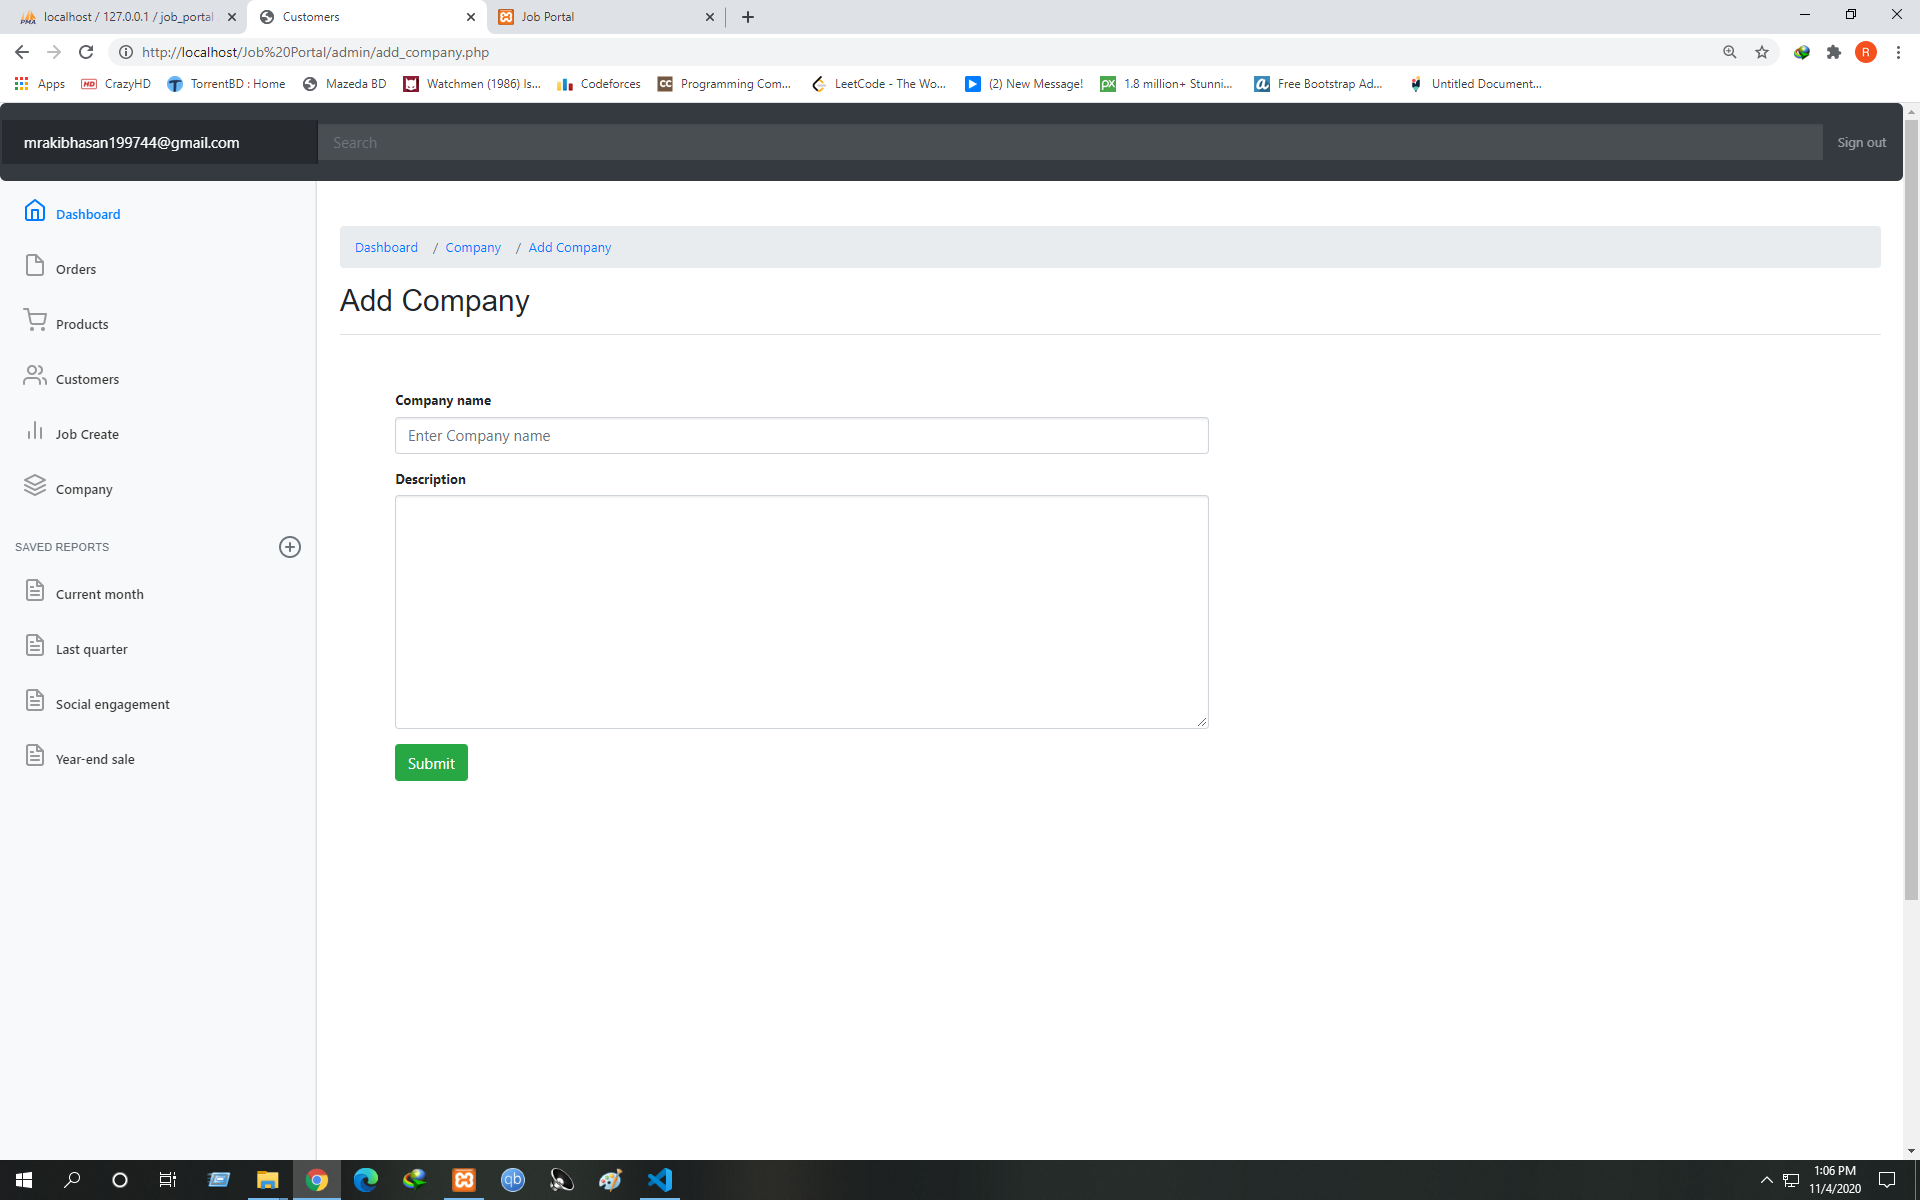 localhost / 127.0.0.1 / job_portal
Customers
Job Portal
http://localhost/Job%20Portal/admin/add_company.php
R
Apps
HD
CrazyHD
TorrentBD : Home
Mazeda BD
Watchmen (1986) Is...
Codeforces
CC
Programming Com...
LeetCode - The Wo...
(2) New Message!
px
1.8 million+ Stunni...
Free Bootstrap Ad...
Untitled Document...
mrakibhasan199744@gmail.com
Search
Sign out
Dashboard
Orders
Products
Customers
Job Create
Company
SAVED REPORTS
Current month
Last quarter
Social engagement
Year-end sale
Dashboard / Company / Add Company
Add Company
Company name
Enter Company name
Description
Submit
qb
1:06 PM
11/4/2020